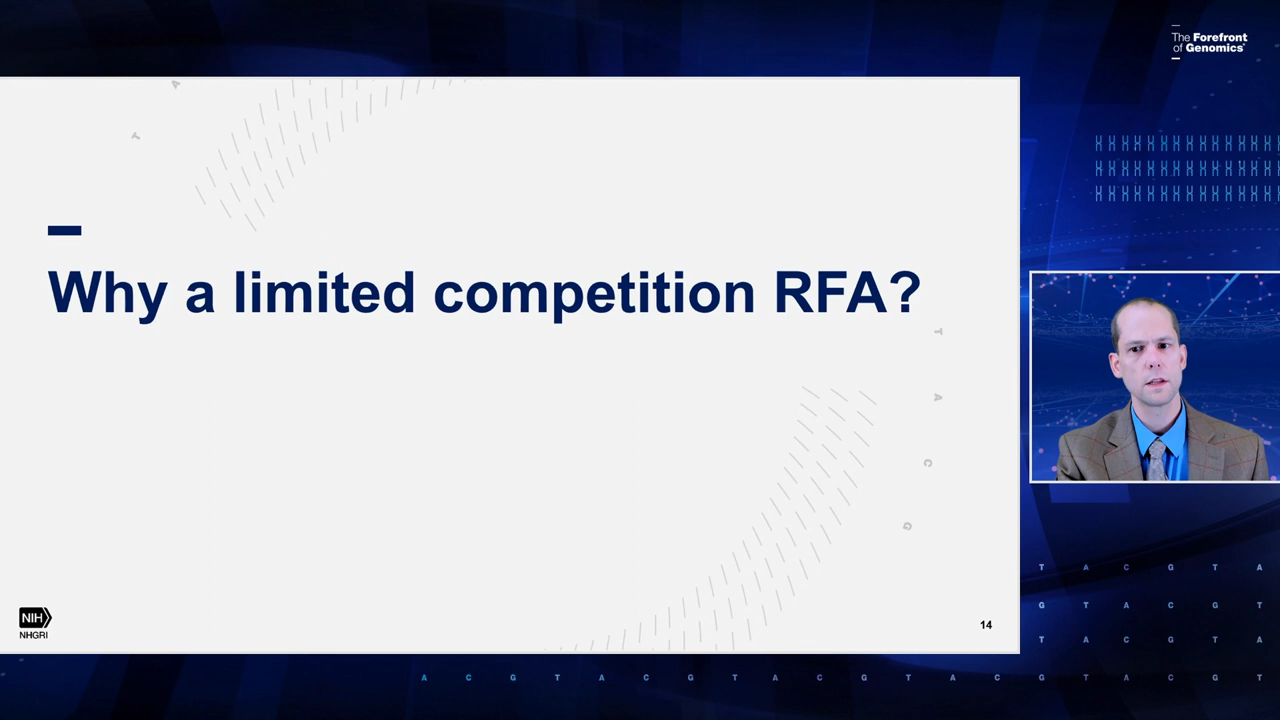 The Forefront
of Genomics®
T
A
Why a limited competition RFA?
T
A
C
G
NIH
NHGRI
14
T A C G T A
G T A C G T
T A C G T A
A C G T A C G T A C G T A C G T A C G T